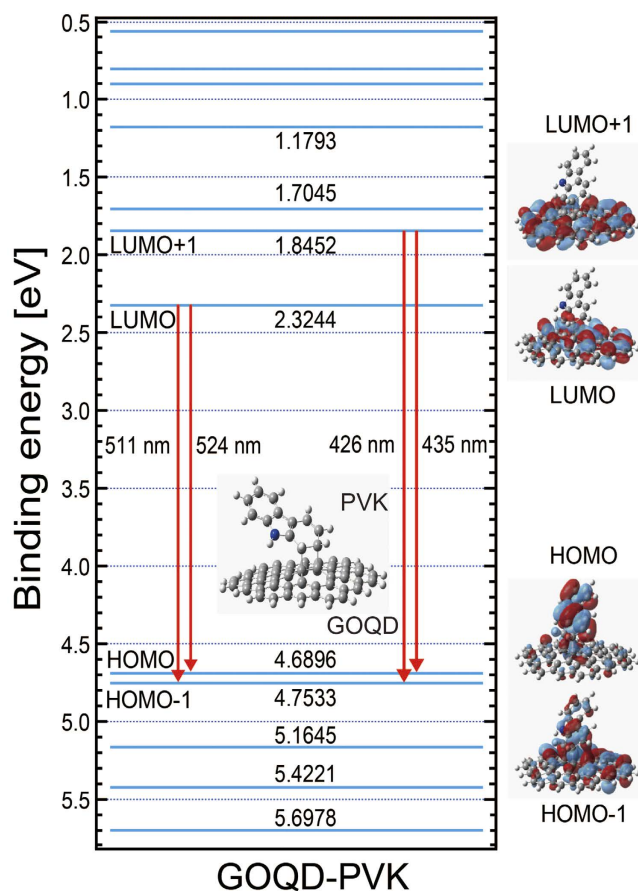 Binding energy [eV]
0.5
1.0
1.5
2.0
2.5
3.0
3.5
4.0
4.5
5.0
5.5
1.1793
1.7045
LUMO+1
1.8452
LUMO
2.3244
511 nm
524 nm
426 nm
435 nm
PVK
GOQD
HOMO
4.6896
HOMO-1
4.7533
5.1645
5.4221
5.6978
GOQD-PVK
LUMO+1
LUMO
HOMO
HOMO-1